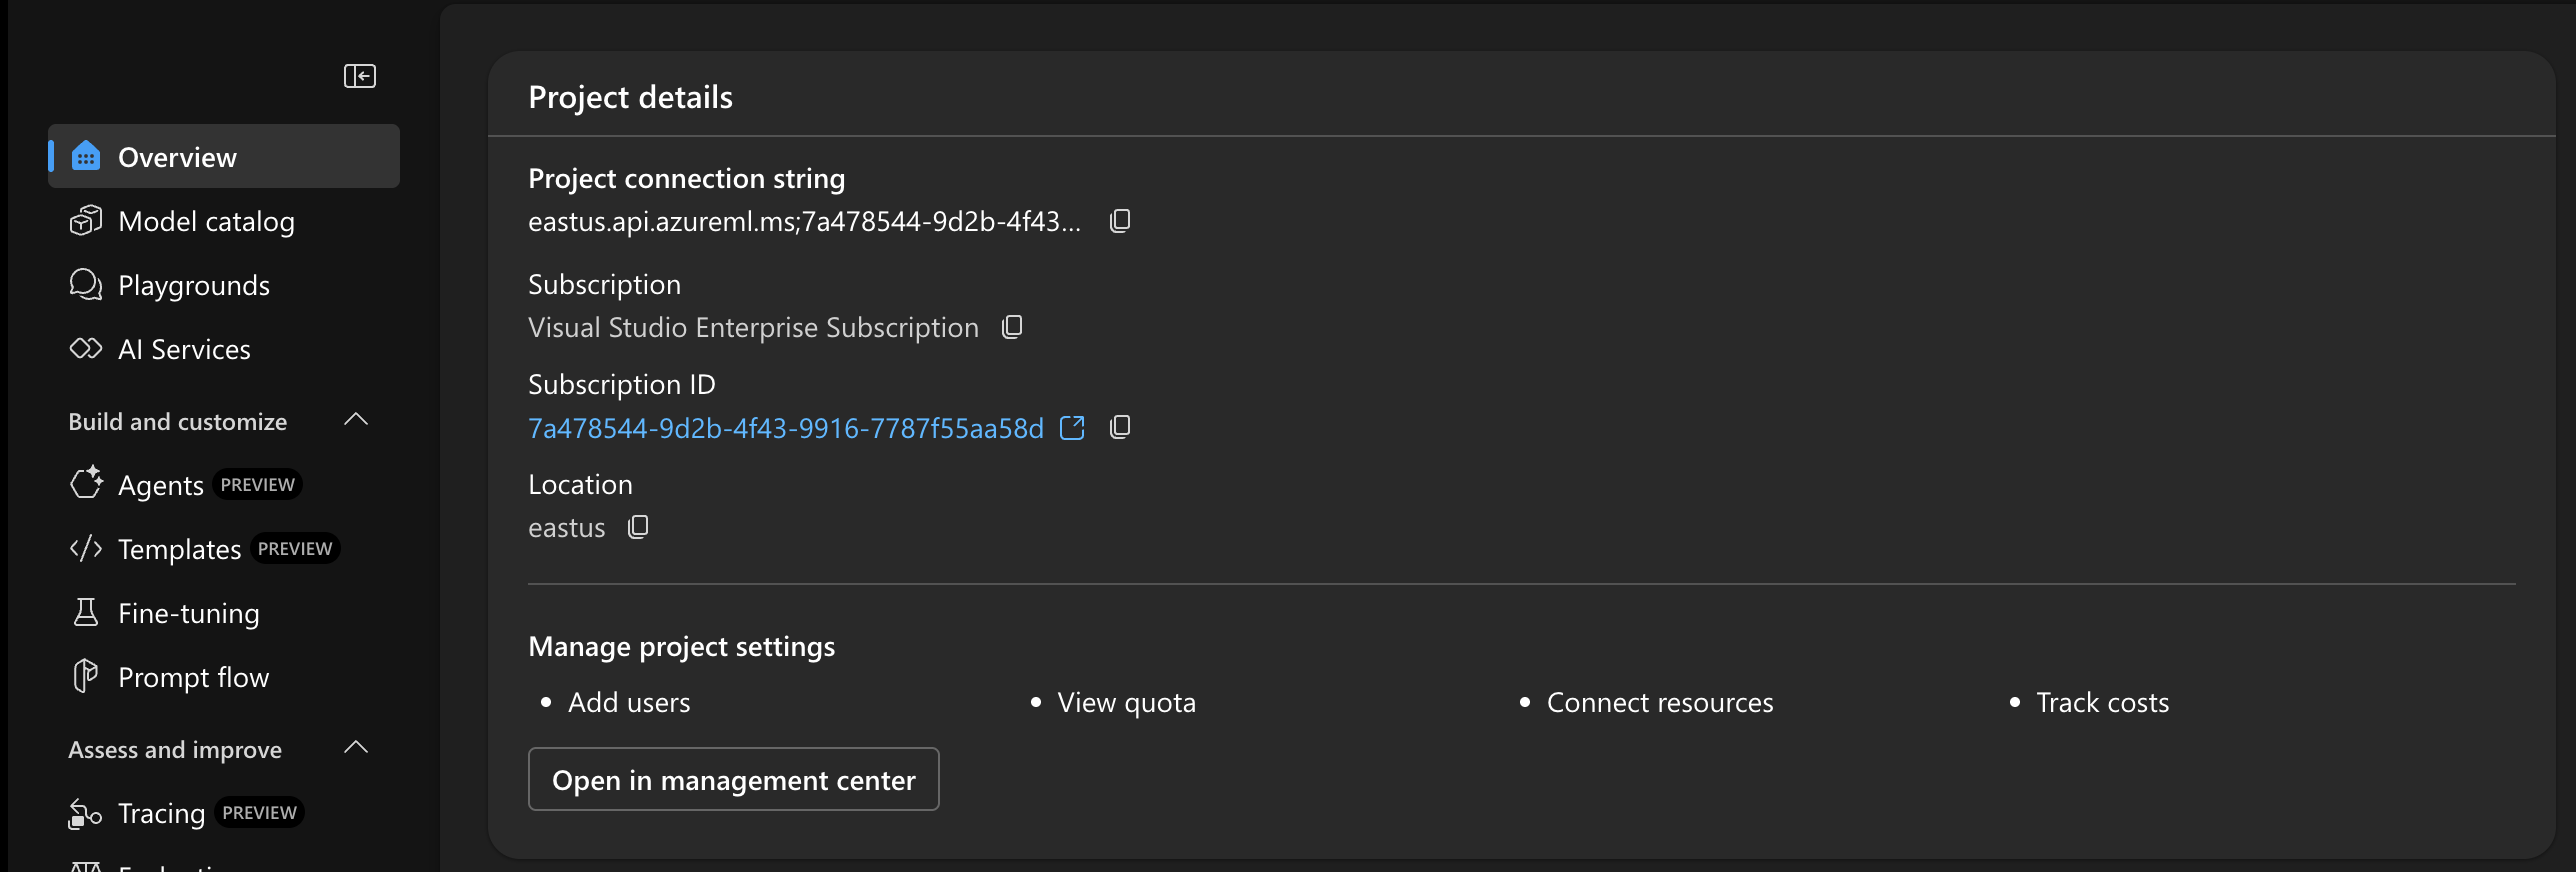 Overview
Model catalog
Playgrounds
AI Services
Build and customize
Agents PREVIEW
Templates PREVIEW
Fine-tuning
Prompt flow
Assess and improve
Tracing PREVIEW
Project details
Project connection string
eastus.api.azureml.ms;7a478544-9d2b-4f43...
Subscription
Visual Studio Enterprise Subscription
Subscription ID
7a478544-9d2b-4f43-9916-7787f55aa58d
Location
eastus
Manage project settings
• Add users
• View quota
• Connect resources
• Track costs
Open in management center